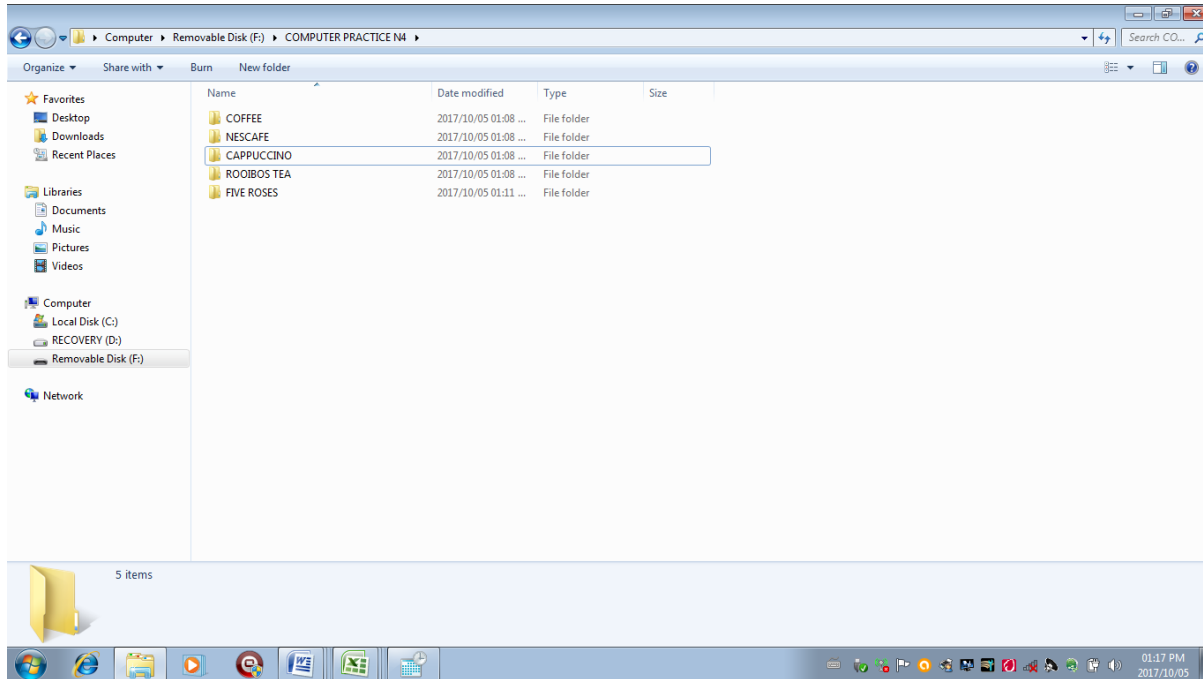 Computer Removable Disk (F:) COMPUTER PRACTICE N4 Search CO...
Organize Share with Burn New folder
Favorites
Desktop
Downloads
Recent Places
Libraries
Documents
Music
Pictures
Videos
Computer
Local Disk (C:)
RECOVERY (D:)
Removable Disk (F:)
Network
Name Date modified Type Size
COFFEE 2017/10/05 01:08 ... File folder
NESCAFE 2017/10/05 01:08 ... File folder
CAPPUCCINO 2017/10/05 01:08 ... File folder
ROOIBOS TEA 2017/10/05 01:08 ... File folder
FIVE ROSES 2017/10/05 01:11 ... File folder
5 items
01:17 PM
2017/10/05